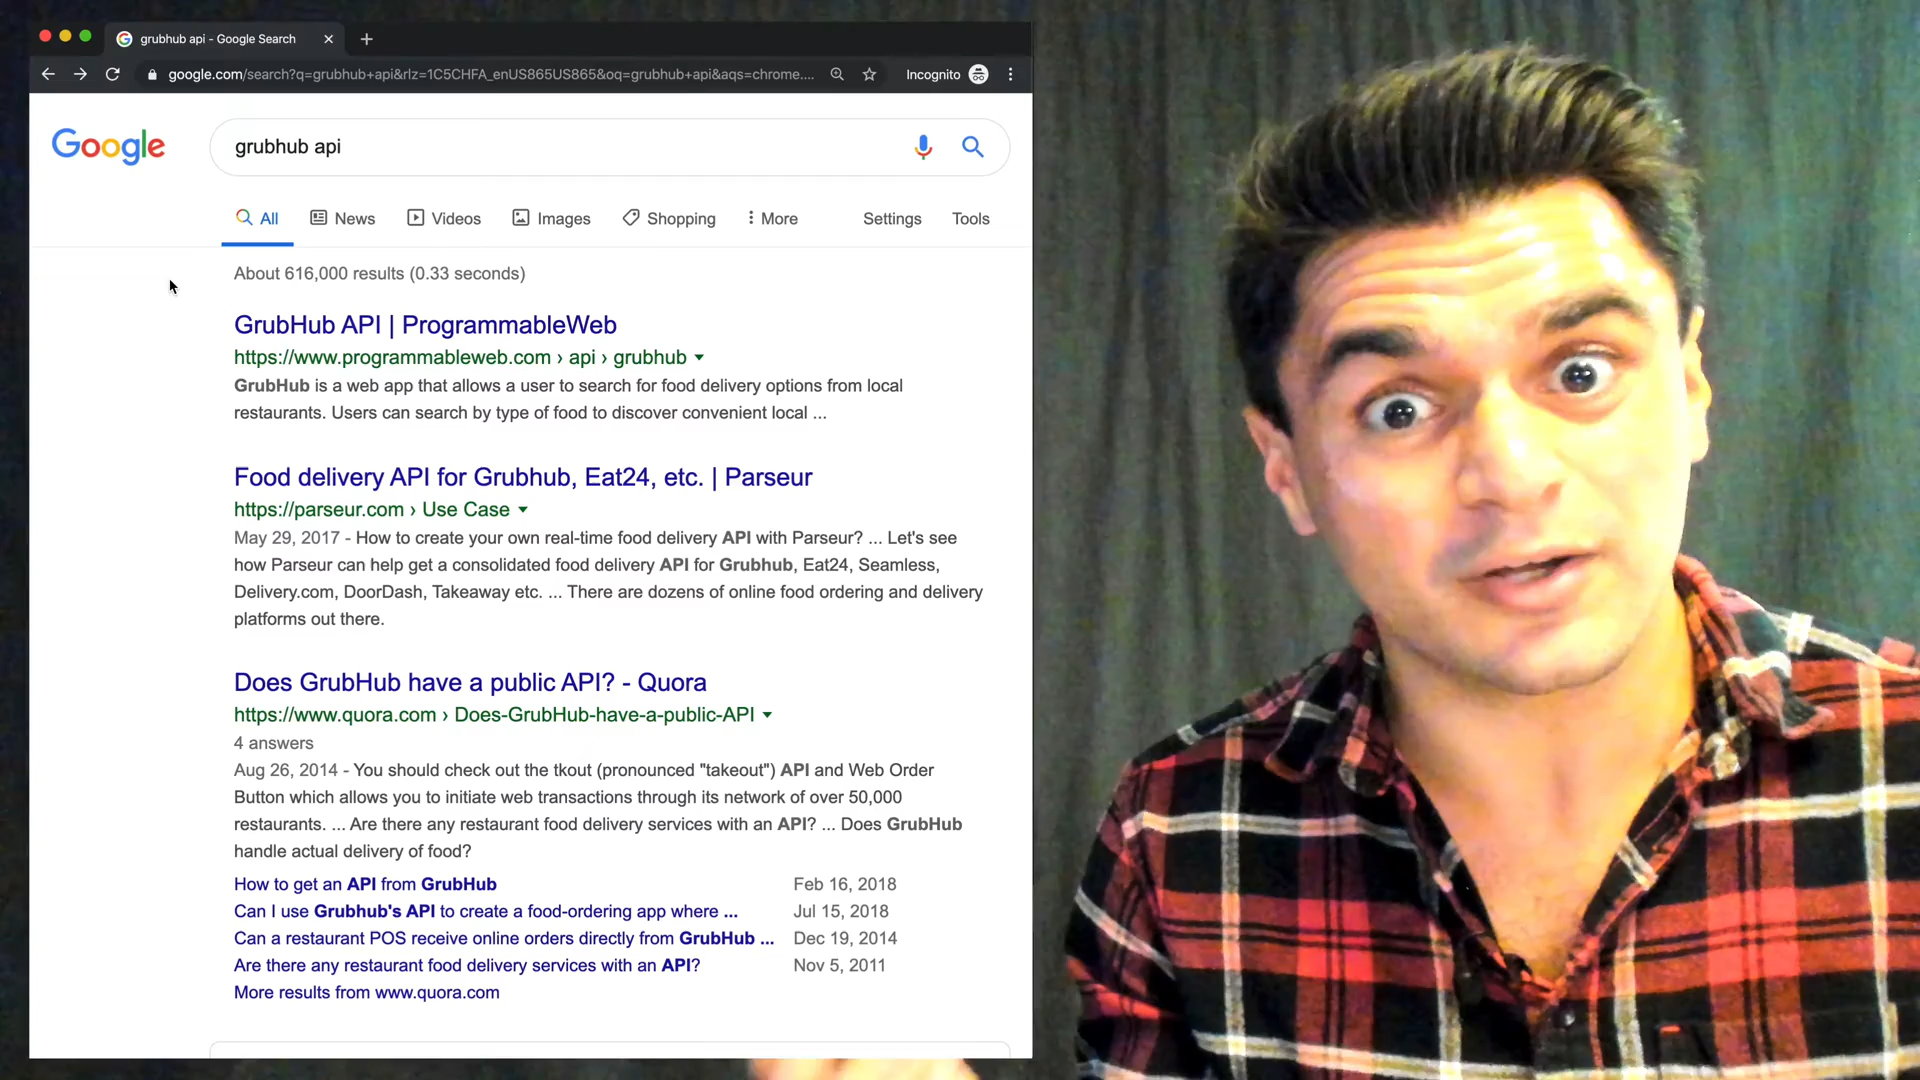 grubhub api - Google Search
google.com/search?q=grubhub+api&rlz=1C5CHFA_enUS865US865&oq=grubhub+api&aqs=chrome....
Incognito
Google
grubhub api
All
News
Videos
Images
Shopping
More
Settings
Tools
About 616,000 results (0.33 seconds)
GrubHub API | ProgrammableWeb
https://www.programmableweb.com › api › grubhub
GrubHub is a web app that allows a user to search for food delivery options from local
restaurants. Users can search by type of food to discover convenient local ...
Food delivery API for Grubhub, Eat24, etc. | Parseur
https://parseur.com › Use Case
May 29, 2017 - How to create your own real-time food delivery API with Parseur? ... Let's see
how Parseur can help get a consolidated food delivery API for Grubhub, Eat24, Seamless,
Delivery.com, DoorDash, Takeaway etc. ... There are dozens of online food ordering and delivery
platforms out there.
Does GrubHub have a public API? - Quora
https://www.quora.com › Does-GrubHub-have-a-public-API
4 answers
Aug 26, 2014 - You should check out the tkout (pronounced "takeout") API and Web Order
Button which allows you to initiate web transactions through its network of over 50,000
restaurants. ... Are there any restaurant food delivery services with an API? ... Does GrubHub
handle actual delivery of food?
How to get an API from GrubHub Feb 16, 2018
Can I use Grubhub's API to create a food-ordering app where ... Jul 15, 2018
Can a restaurant POS receive online orders directly from GrubHub ... Dec 19, 2014
Are there any restaurant food delivery services with an API? Nov 5, 2011
More results from www.quora.com